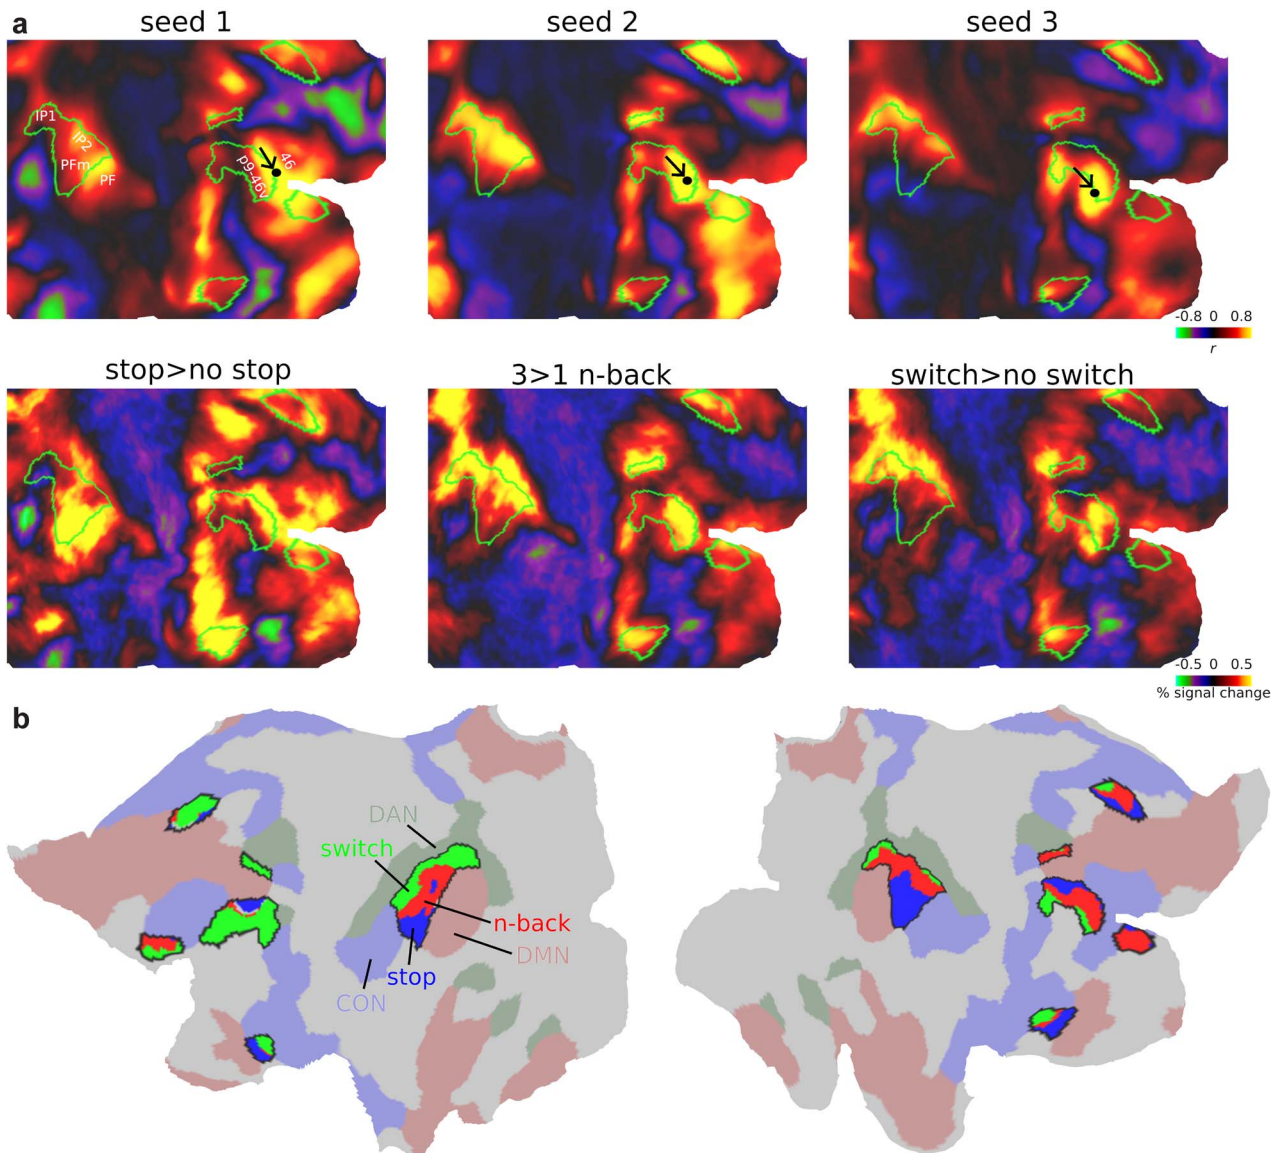 a
seed 1
seed 2
seed 3
IP1
IP2
PFm
PF
p9-46v
46
-0.8 0 0.8
r
stop>no stop
3>1 n-back
switch>no switch
-0.5 0 0.5
% signal change
b
DAN
switch
n-back
DMN
stop
CON